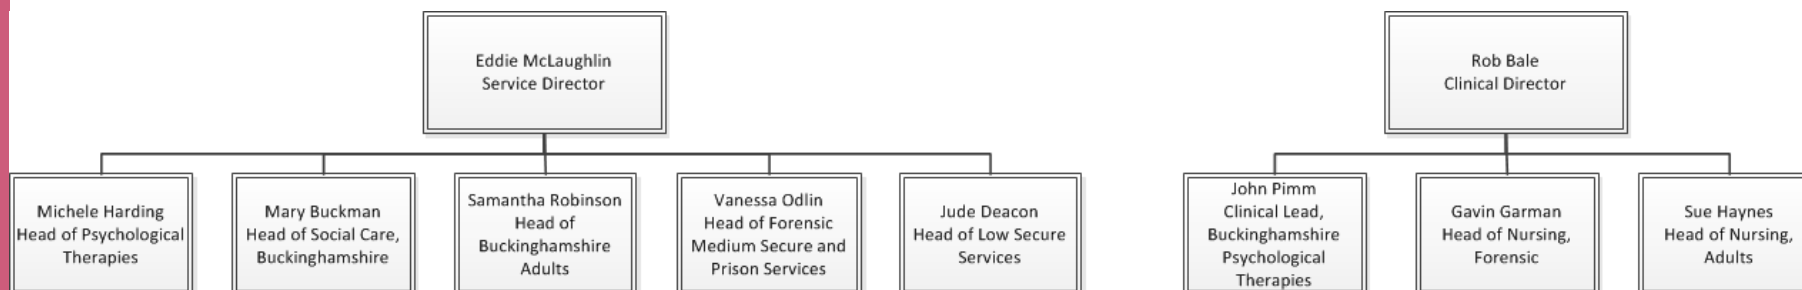 Eddie McLaughlin
Service Director
Rob Bale
Clinical Director
Michele Harding
Head of Psychological
Therapies
Mary Buckman
Head of Social Care,
Buckinghamshire
Samantha Robinson
Head of
Buckinghamshire
Adults
Vanessa Odlin
Head of Forensic
Medium Secure and
Prison Services
Jude Deacon
Head of Low Secure
Services
John Pimm
Clinical Lead,
Buckinghamshire
Psychological
Therapies
Gavin Garman
Head of Nursing,
Forensic
Sue Haynes
Head of Nursing,
Adults